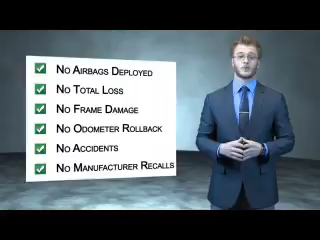 No Airbags Deployed
No Total Loss
No Frame Damage
No Odometer Rollback
No Accidents
No Manufacturer Recalls